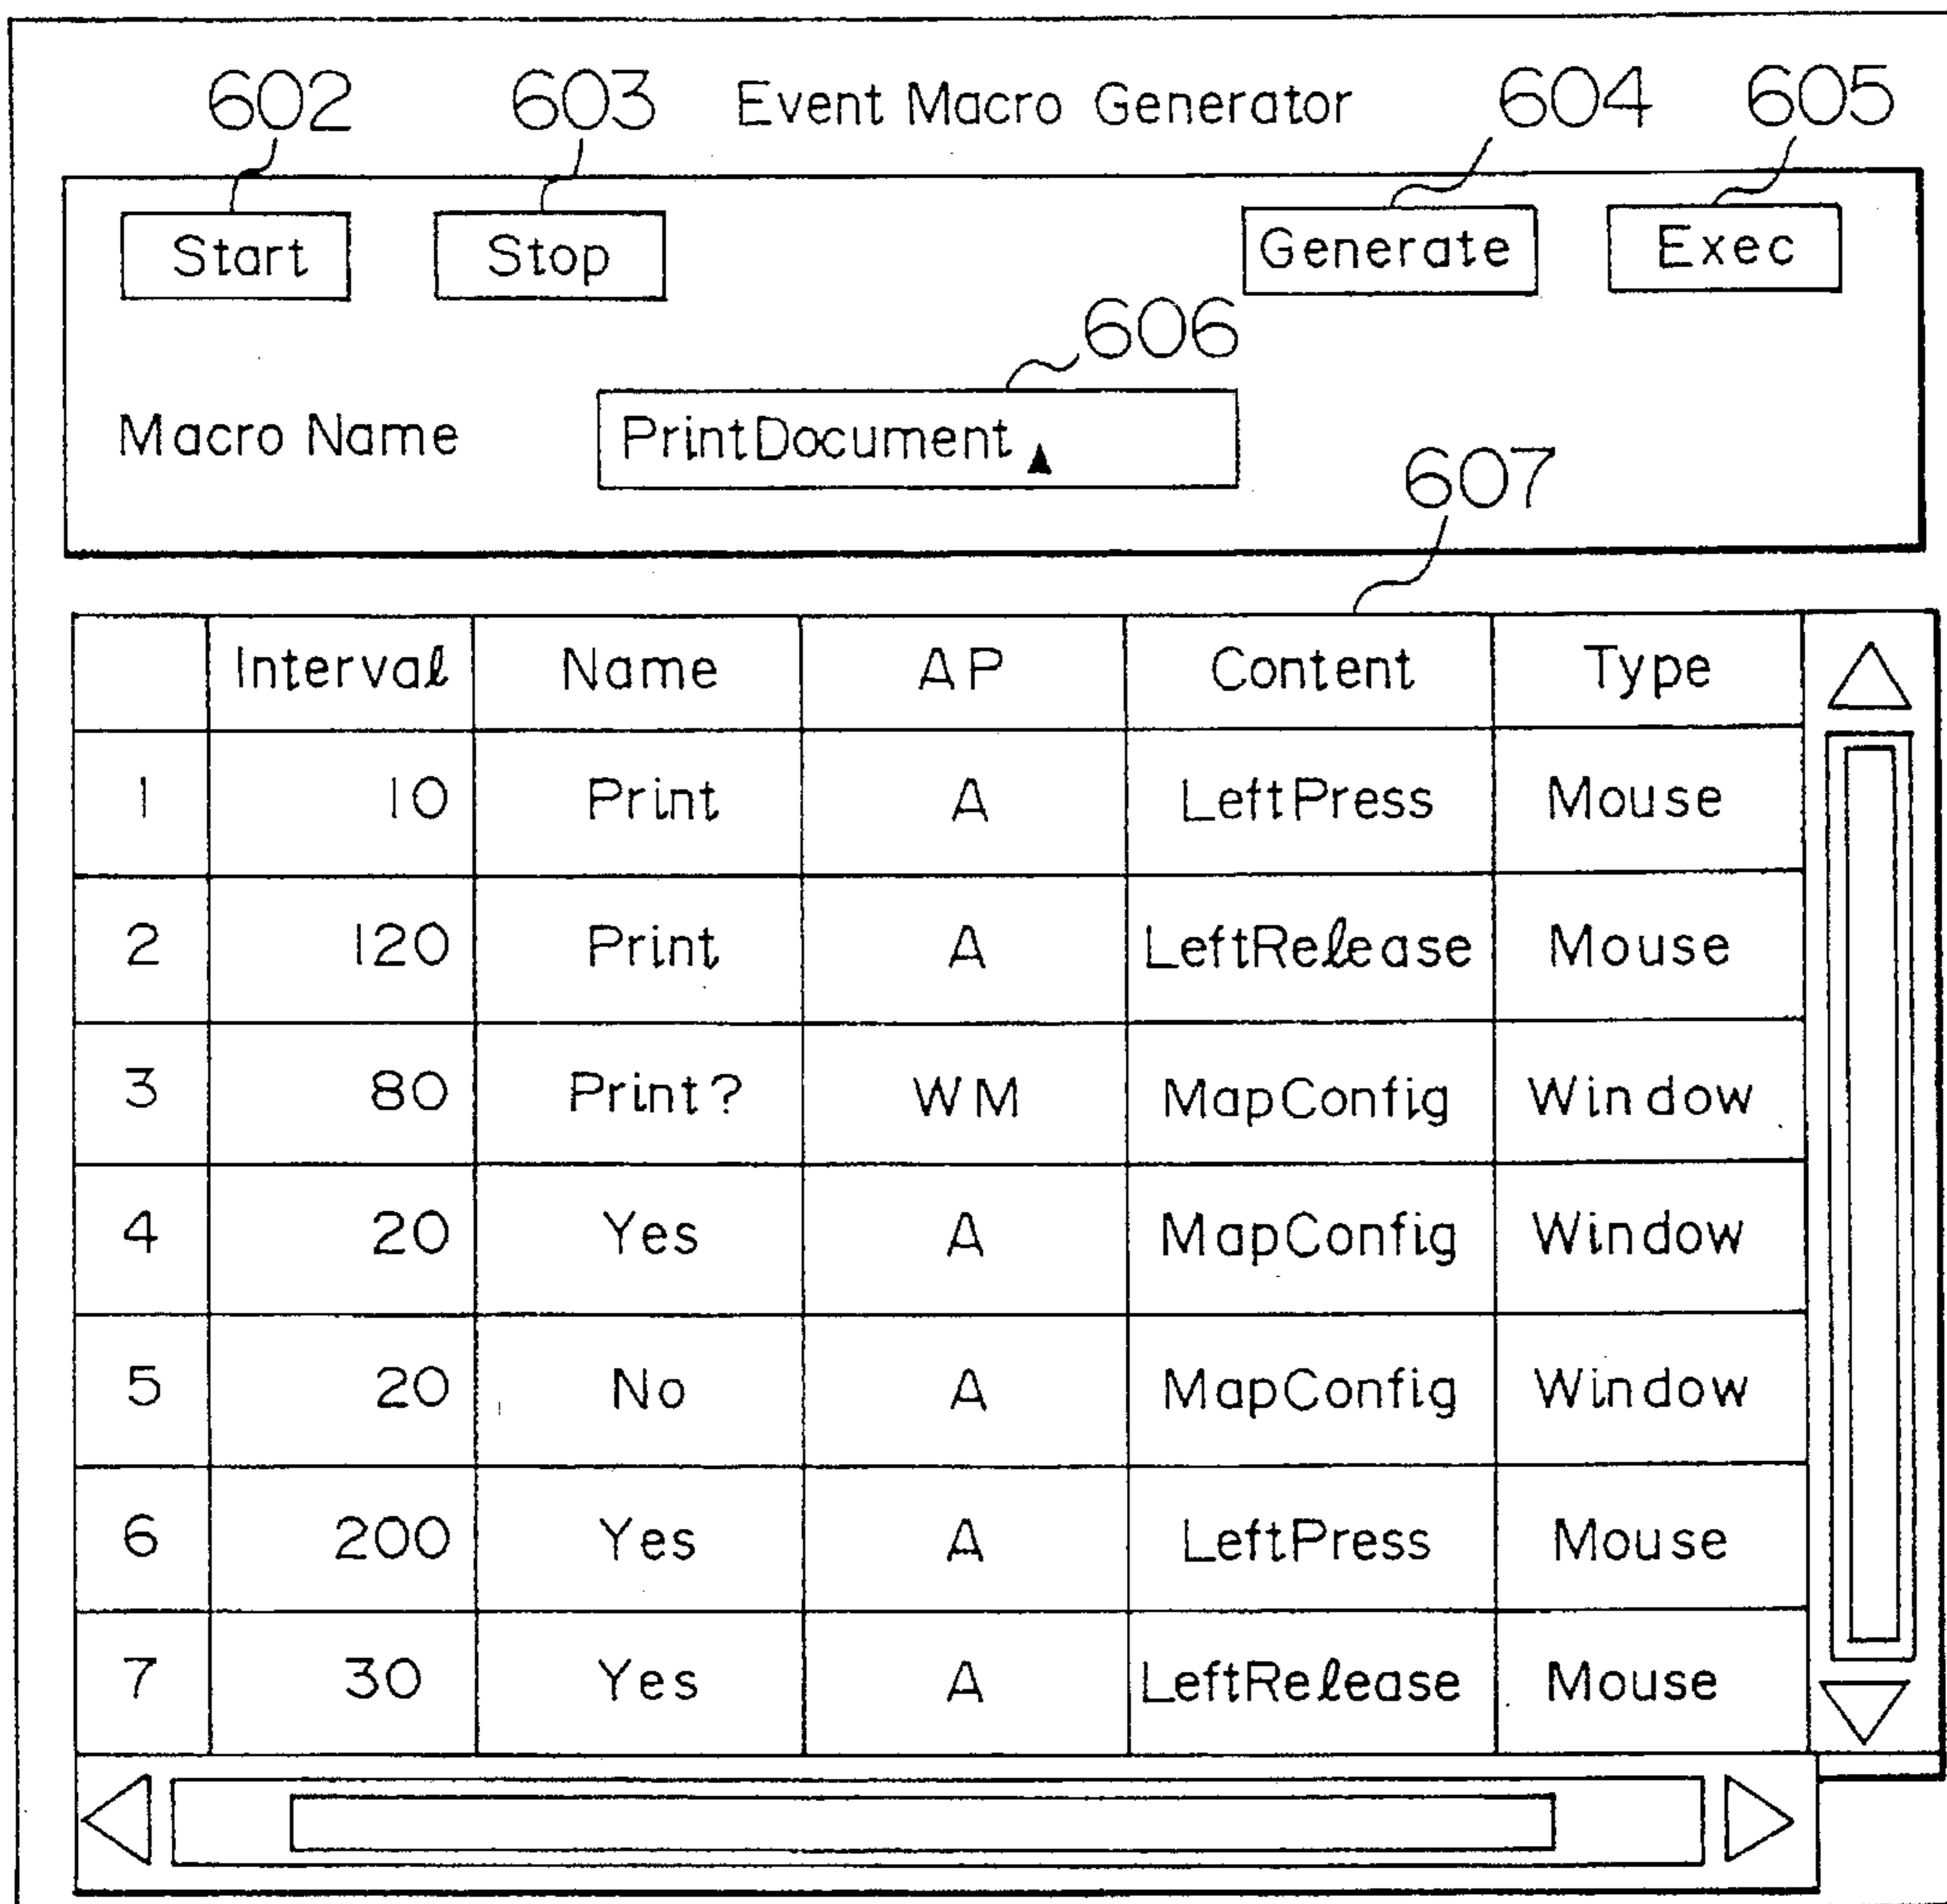 602 603 Event Macro Generator 604 605
Start Stop Generate Exec
606
Macro Name PrintDocument
607
Interval Name AP Content Type
1 10 Print A LeftPress Mouse
2 120 Print A LeftRelease Mouse
3 80 Print? WM MapConfig Window
4 20 Yes A MapConfig Window
5 20 No A MapConfig Window
6 200 Yes A LeftPress Mouse
7 30 Yes A LeftRelease Mouse